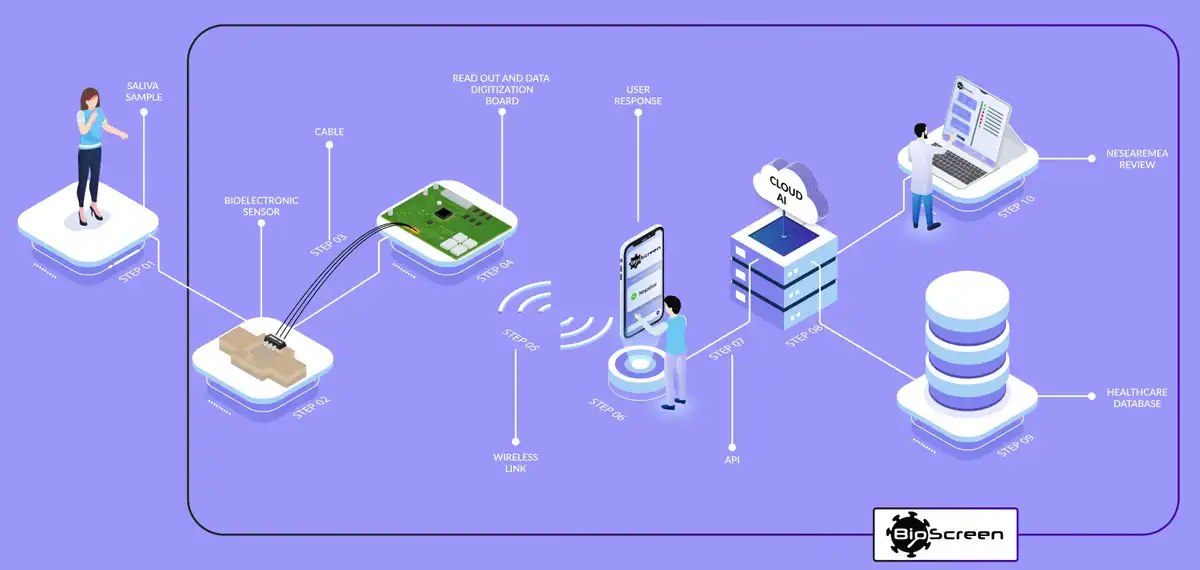 SALIVA
SAMPLE
STEP 01
BIOELECTRONIC
SENSOR
STEP 02
CABLE
STEP 03
READ OUT AND DATA
DIGITIZATION
BOARD
STEP 04
STEP 05
WIRELESS
LINK
USER
RESPONSE
BioScreen
Negative
STEP 06
STEP 07
API
CLOUD
AI
STEP 08
HEALTHCARE
DATABASE
STEP 09
NESEAREMEA
REVIEW
STEP 10
BioScreen